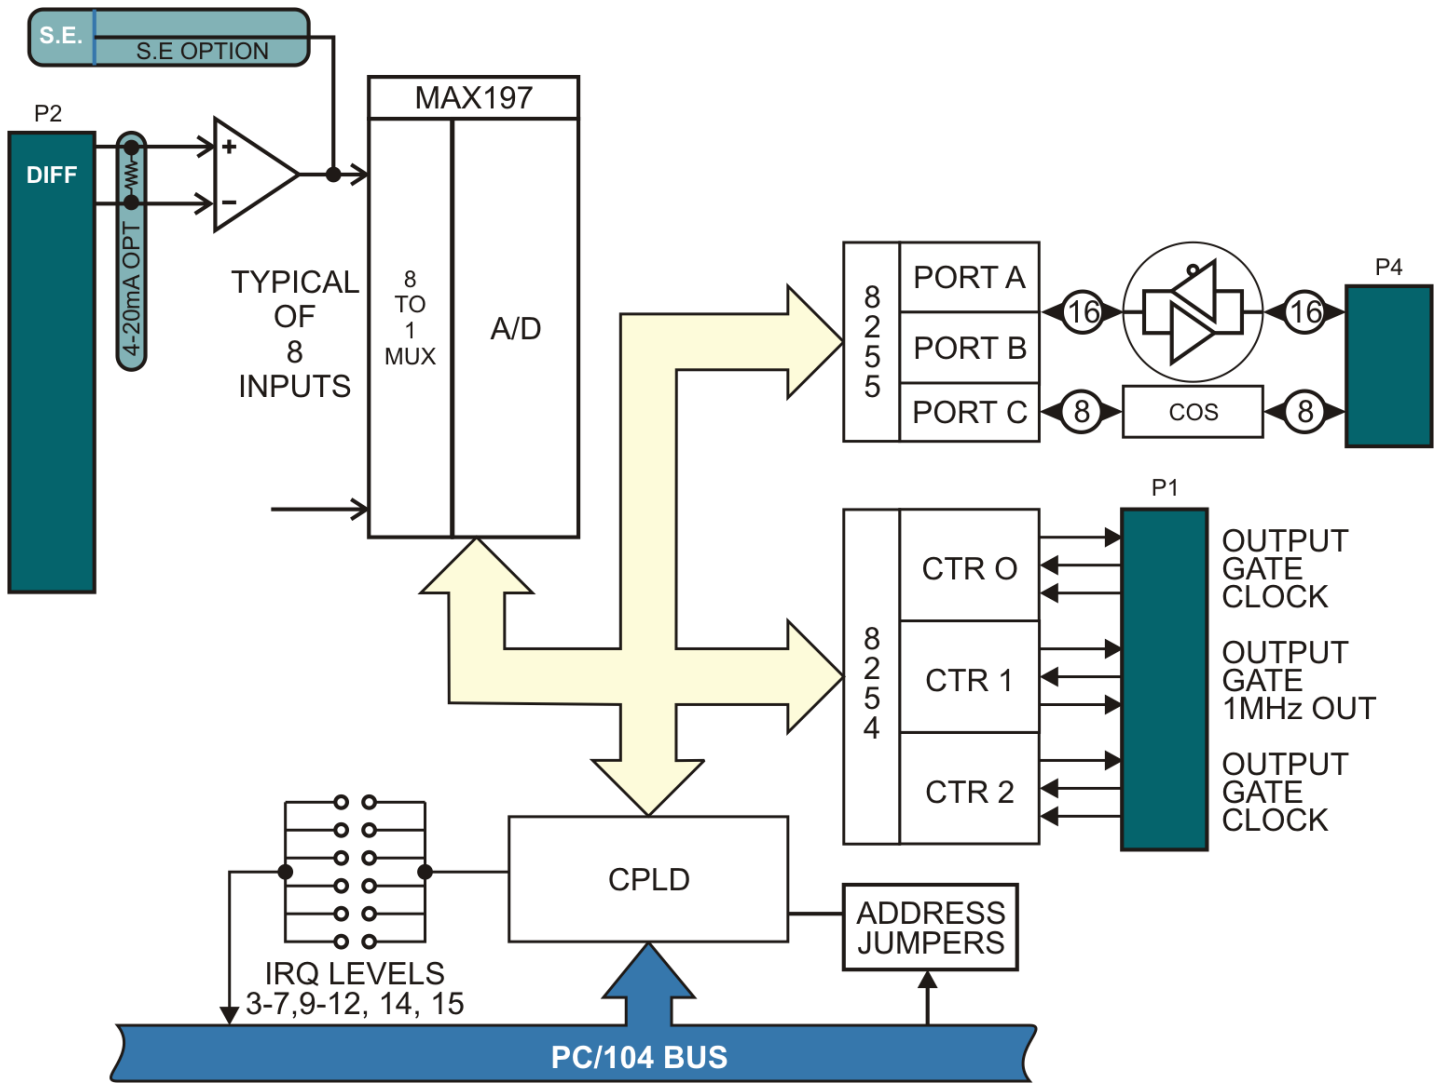 S.E.
S.E OPTION
P2
DIFF
4-20mA OPT
+
−
TYPICAL
OF
8
INPUTS
MAX197
8
TO
1
MUX
A/D
8
2
5
5
PORT A
PORT B
PORT C
16
16
8
COS
8
P4
8
2
5
4
CTR O
CTR 1
CTR 2
P1
OUTPUT
GATE
CLOCK
OUTPUT
GATE
1MHz OUT
OUTPUT
GATE
CLOCK
CPLD
ADDRESS
JUMPERS
IRQ LEVELS
3-7,9-12, 14, 15
PC/104 BUS